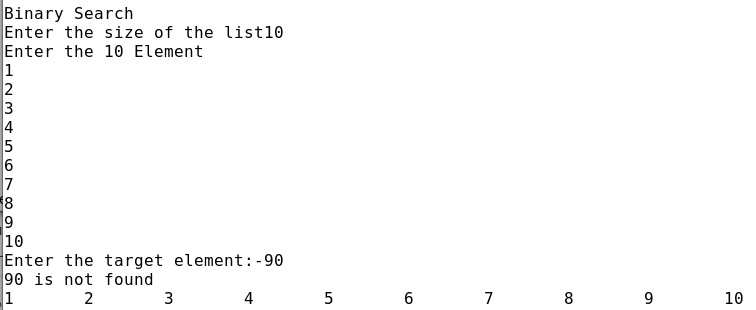 Binary Search
Enter the size of the list10
Enter the 10 Element
1
2
3
4
5
6
7
8
9
10
Enter the target element:-90
90 is not found
1 2 3 4 5 6 7 8 9 10